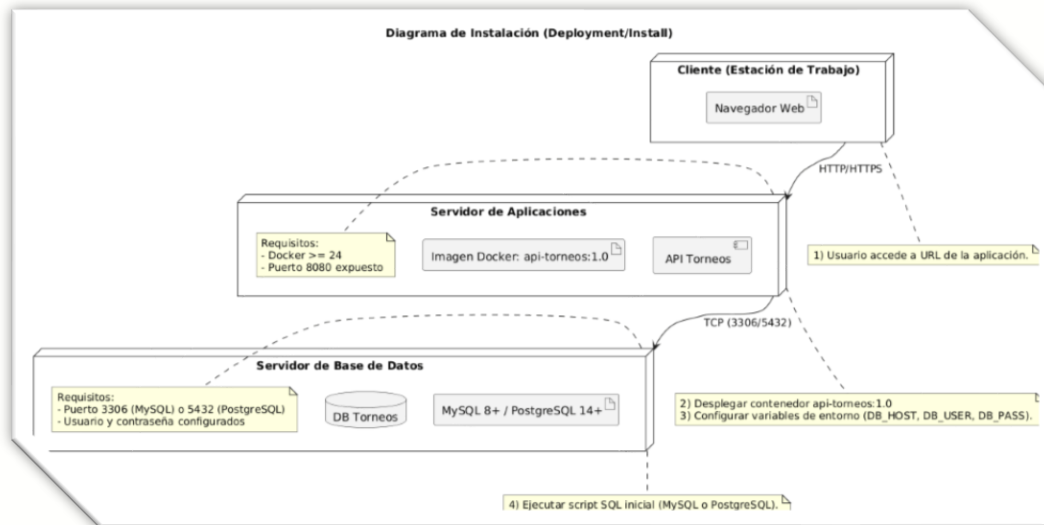 Diagrama de Instalación (Deployment/Install)
Cliente (Estación de Trabajo)
Navegador Web
HTTP/HTTPS
Servidor de Aplicaciones
Requisitos:
- Docker >= 24
- Puerto 8080 expuesto
Imagen Docker: api-torneos:1.0
API Torneos
1) Usuario accede a URL de la aplicación.
TCP (3306/5432)
Servidor de Base de Datos
Requisitos:
- Puerto 3306 (MySQL) o 5432 (PostgreSQL)
- Usuario y contraseña configurados
DB Torneos
MySQL 8+ / PostgreSQL 14+
2) Desplegar contenedor api-torneos:1.0
3) Configurar variables de entorno (DB_HOST, DB_USER, DB_PASS).
4) Ejecutar script SQL inicial (MySQL o PostgreSQL).